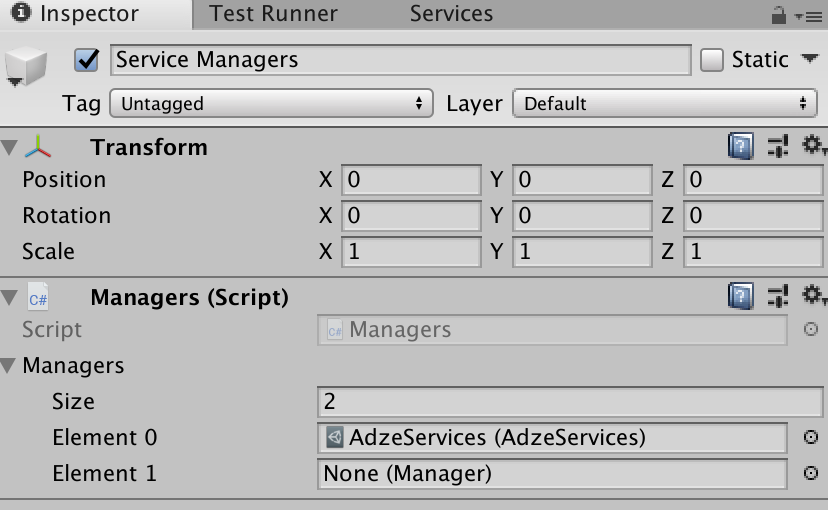 Inspector Test Runner Services
Service Managers Static
Tag Untagged Layer Default
Transform
Position X 0 Y 0 Z 0
Rotation X 0 Y 0 Z 0
Scale X 1 Y 1 Z 1
C# Managers (Script)
Script C# Managers
Managers
Size 2
Element 0 AdzeServices (AdzeServices)
Element 1 None (Manager)